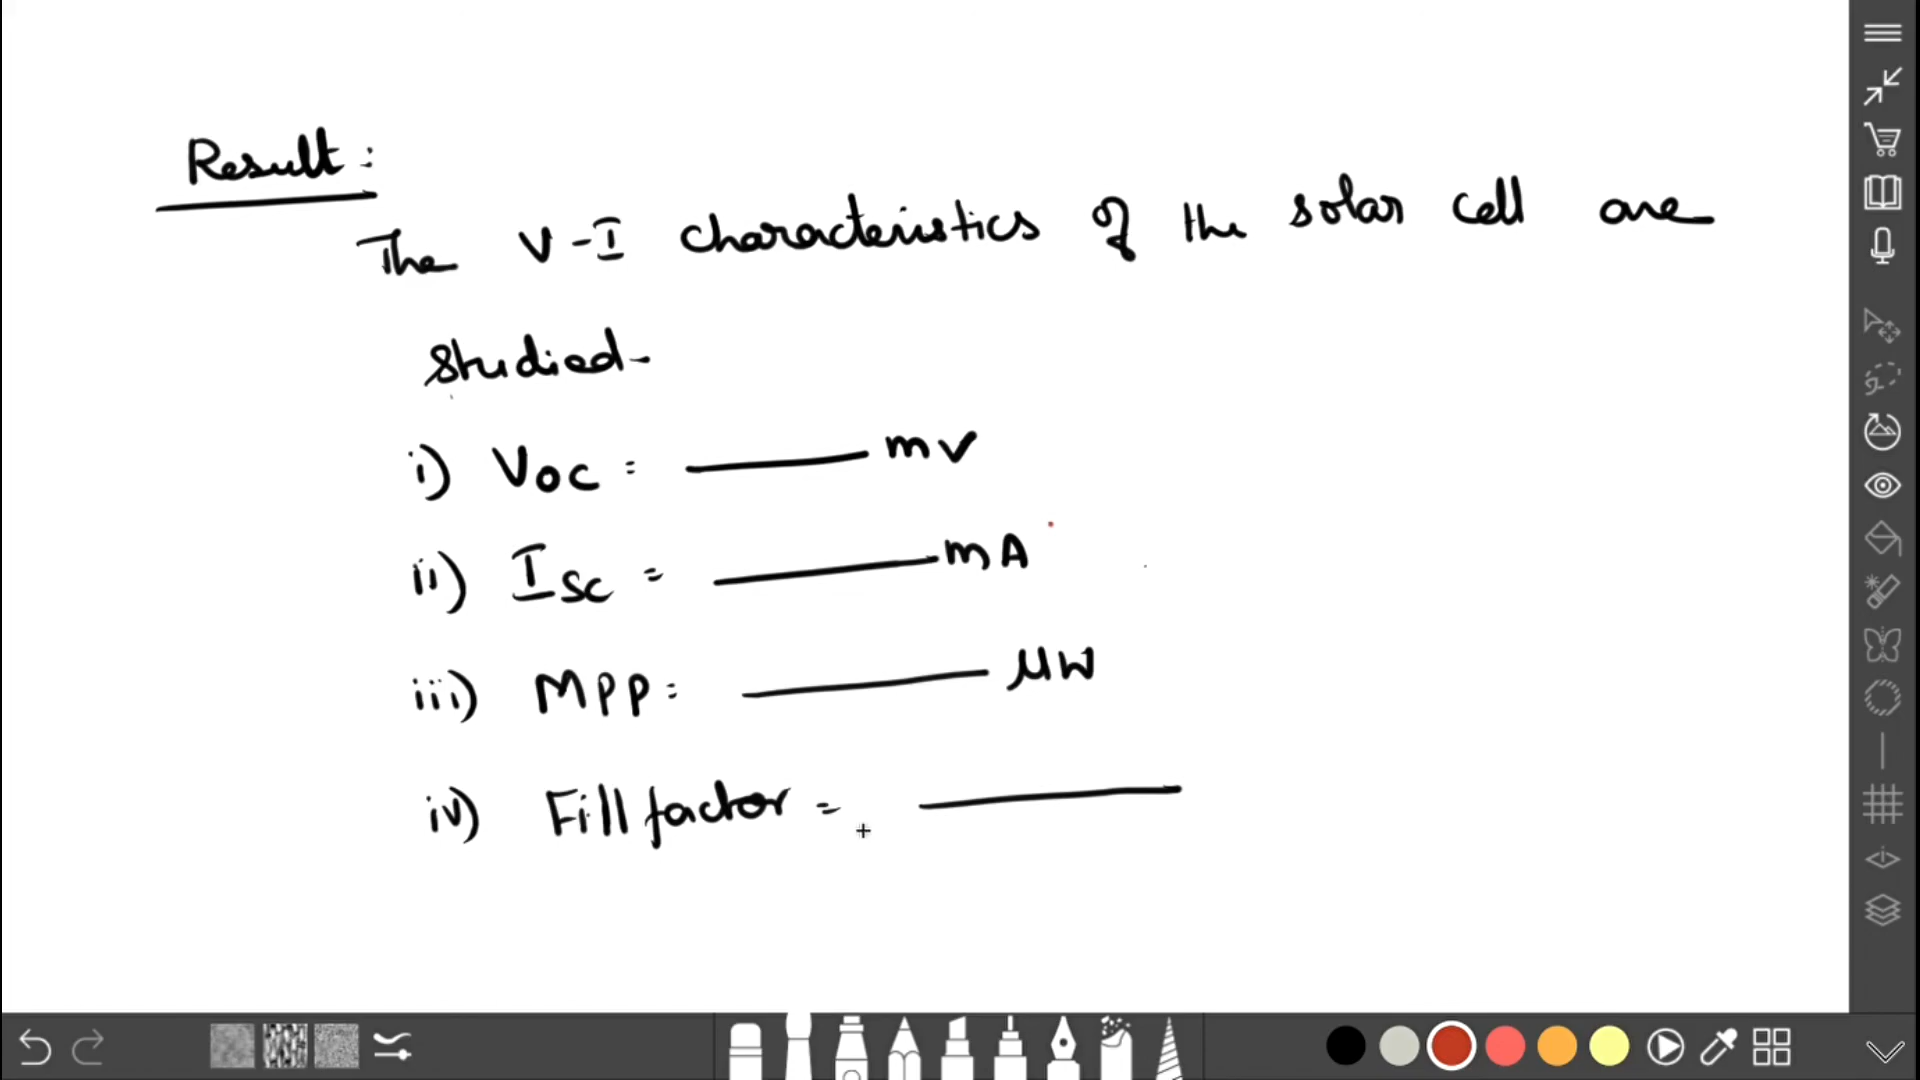 Result:
The V-I characteristics of the solar cell are
studied-
i) Voc = ______ mV
ii) Isc = ______ mA
iii) MPP= ______ μW
iv) Fill factor = ______